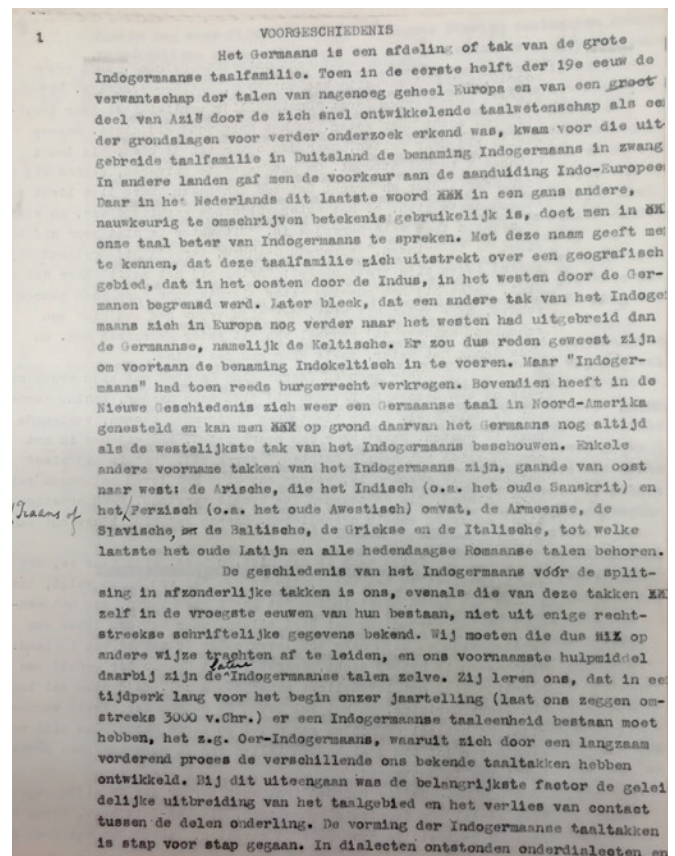 1
VOORGESCHIEDENIS
Het Germaans is een afdeling of tak van de grote
Indogermaanse taalfamilie. Toen in de eerste helft der 19e eeuw de
verwantschap der talen van nagenoeg geheel Europa en van een groot
deel van Azië door de zich snel ontwikkelende taalwetenschap als ee
der grondslagen voor verder onderzoek erkend was, kwam voor die uit-
gebreide taalfamilie in Duitsland de benaming Indogermaans in zwang
In andere landen gaf men de voorkeur aan de aanduiding Indo-Europee
Daar in het Nederlands dit laatste woord in een gans andere,
nauwkeurig te omschrijven betekenis gebruikelijk is, doet men in
onze taal beter van Indogermaans te spreken. Met deze naam geeft me
te kennen, dat deze taalfamilie zich uitstrekt over een geografisch
gebied, dat in het oosten door de Indus, in het westen door de Ger-
manen begrensd werd. Later bleek, dat een andere tak van het Indoge
maans zich in Europa nog verder naar het westen had uitgebreid dan
de Germaanse, namelijk de Keltische. Er zou dus reden geweest zijn
om voortaan de benaming Indokeltisch in te voeren. Maar "Indoger-
maans" had toen reeds burgerrecht verkregen. Bovendien heeft in de
Nieuwe Geschiedenis zich weer een Germaanse taal in Noord-Amerika
genesteld en kan men op grond daarvan het Germaans nog altijd
als de westelijkste tak van het Indogermaans beschouwen. Enkele
andere voorname takken van het Indogermaans zijn, gaande van oost
naar west: de Arische, die het Indisch (o.a. het oude Sanskrit) en
het Iraans of Perzisch (o.a. het oude Awestisch) omvat, de Armeense, de
Slavische, de Baltische, de Griekse en de Italische, tot welke
laatste het oude Latijn en alle hedendaagse Romaanse talen behoren.
De geschiedenis van het Indogermaans vóór de split-
sing in afzonderlijke takken is ons, evenals die van deze takken
zelf in de vroegste eeuwen van hun bestaan, niet uit enige recht-
streekse schriftelijke gegevens bekend. Wij moeten die dus op
andere wijze trachten af te leiden, en ons voornaamste hulpmiddel
daarbij zijn de latere Indogermaanse talen zelve. Zij leren ons, dat in ee
tijdperk lang voor het begin onzer jaartelling (laat ons zeggen om-
streeks 3000 v.Chr.) er een Indogermaanse taaleenheid bestaan moet
hebben, het z.g. Oer-Indogermaans, waaruit zich door een langzaam
vorderend proces de verschillende ons bekende taaltakken hebben
ontwikkeld. Bij dit uiteengaan was de belangrijkste factor de gelei
delijke uitbreiding van het taalgebied en het verlies van contact
tussen de delen onderling. De vorming der Indogermaanse taaltakken
is stap voor stap gegaan. In dialecten ontstonden onderdialecten en